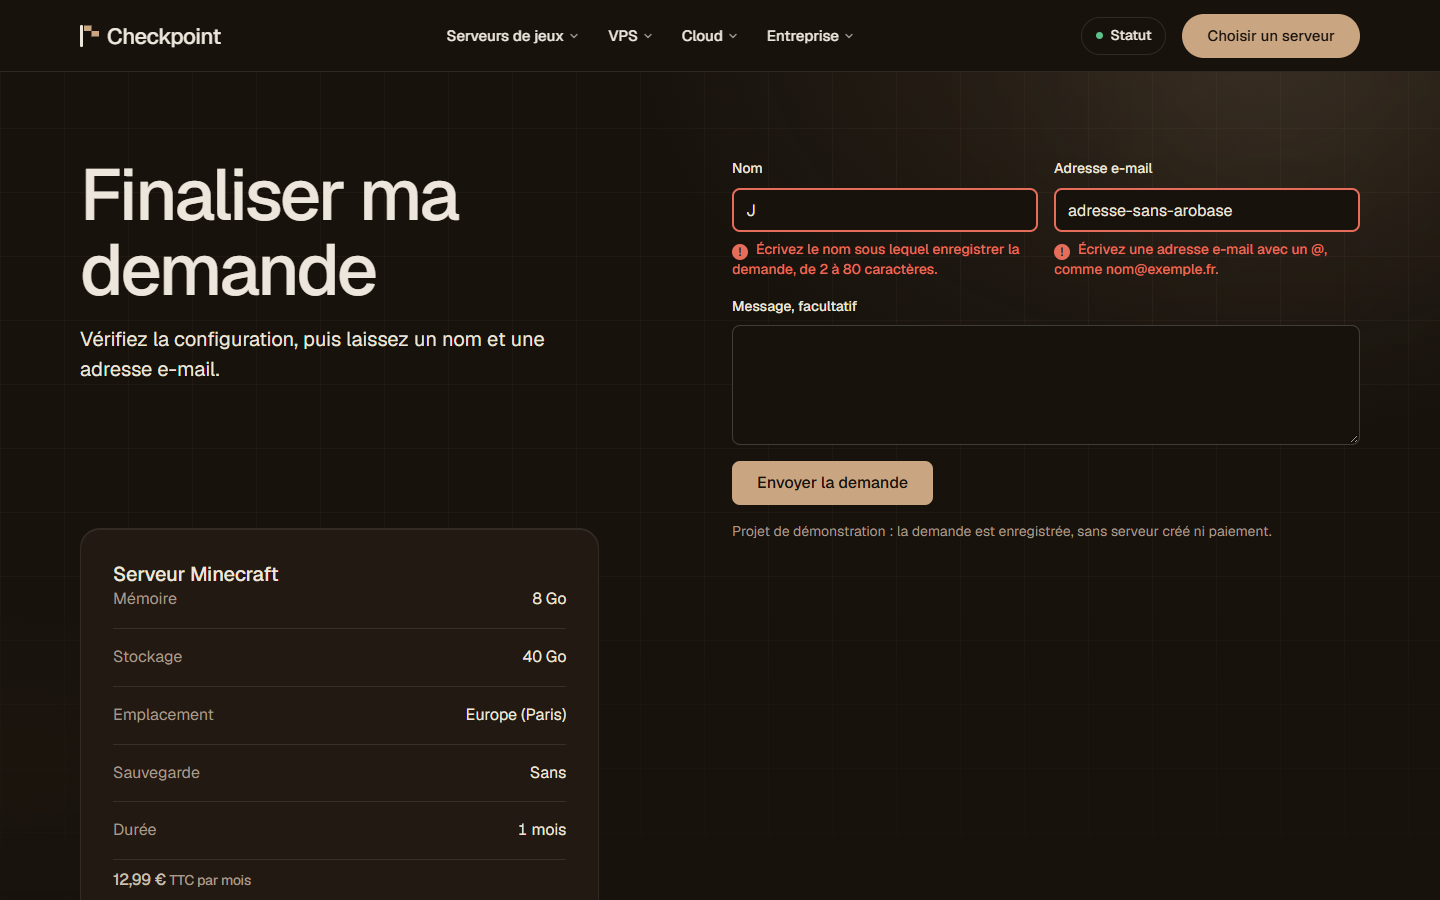 Checkpoint
Serveurs de jeux
VPS
Cloud
Entreprise
Statut
Choisir un serveur
Finaliser ma
demande
Vérifiez la configuration, puis laissez un nom et une
adresse e-mail.
Serveur Minecraft
Mémoire 8 Go
Stockage 40 Go
Emplacement Europe (Paris)
Sauvegarde Sans
Durée 1 mois
12,99 € TTC par mois
Nom
J
! Écrivez le nom sous lequel enregistrer la
demande, de 2 à 80 caractères.
Adresse e-mail
adresse-sans-arobase
! Écrivez une adresse e-mail avec un @,
comme nom@exemple.fr.
Message, facultatif
Envoyer la demande
Projet de démonstration : la demande est enregistrée, sans serveur créé ni paiement.